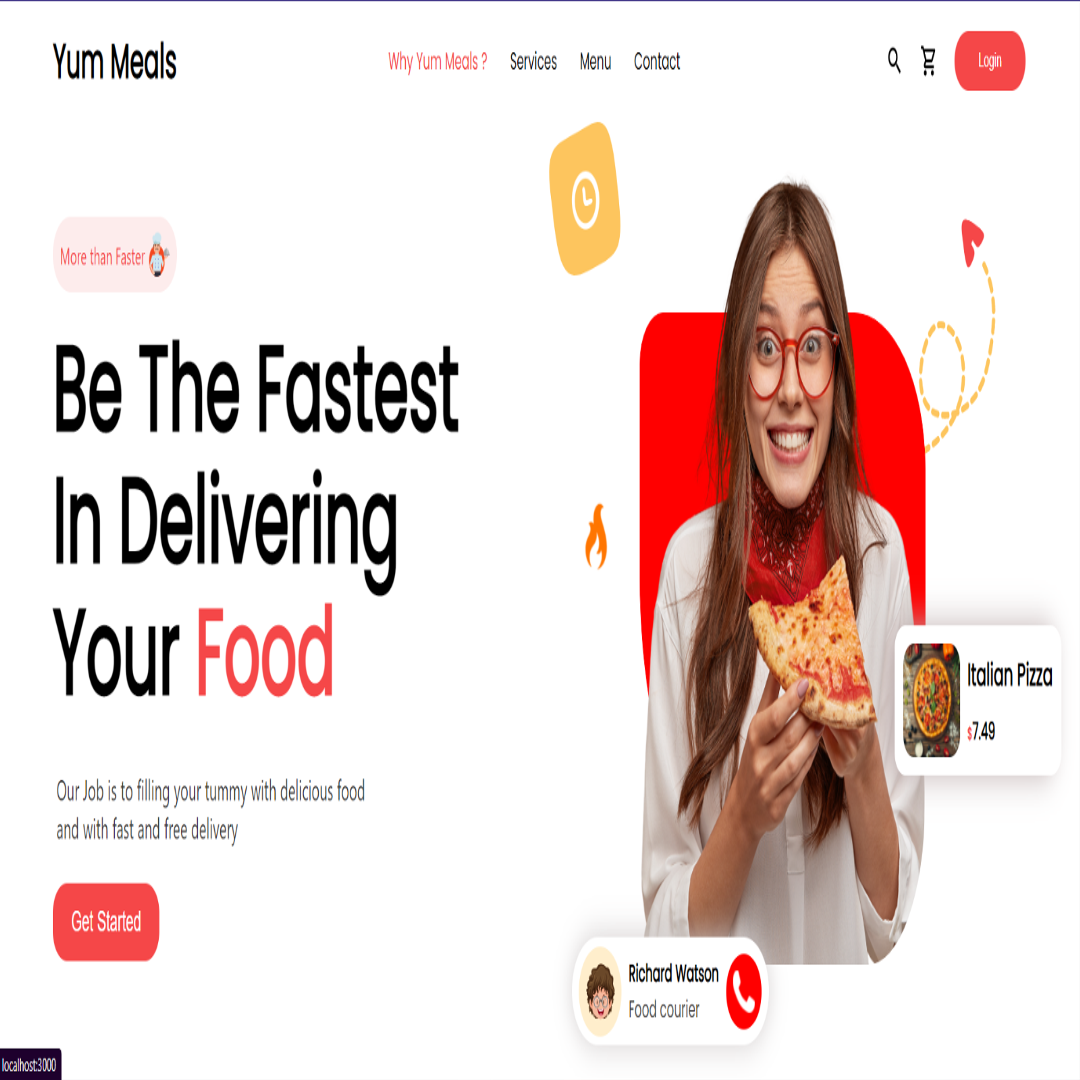 Yum Meals
Why Yum Meals ?
Services
Menu
Contact
Login
More than Faster
Be The Fastest
In Delivering
Your Food
Our Job is to filling your tummy with delicious food
and with fast and free delivery
Get Started
Italian Pizza
$7.49
Richard Watson
Food courier
localhost:3000